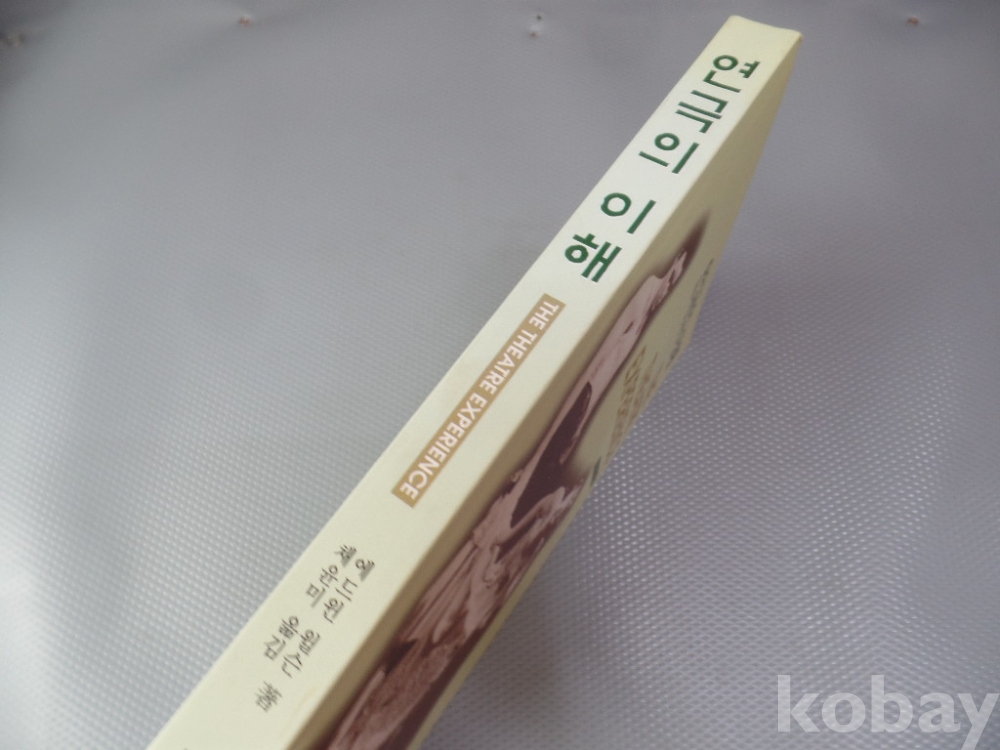 연극의 이해
THE THEATRE EXPERIENCE
에드윈 윌슨 著
채윤미 옮김
kobay